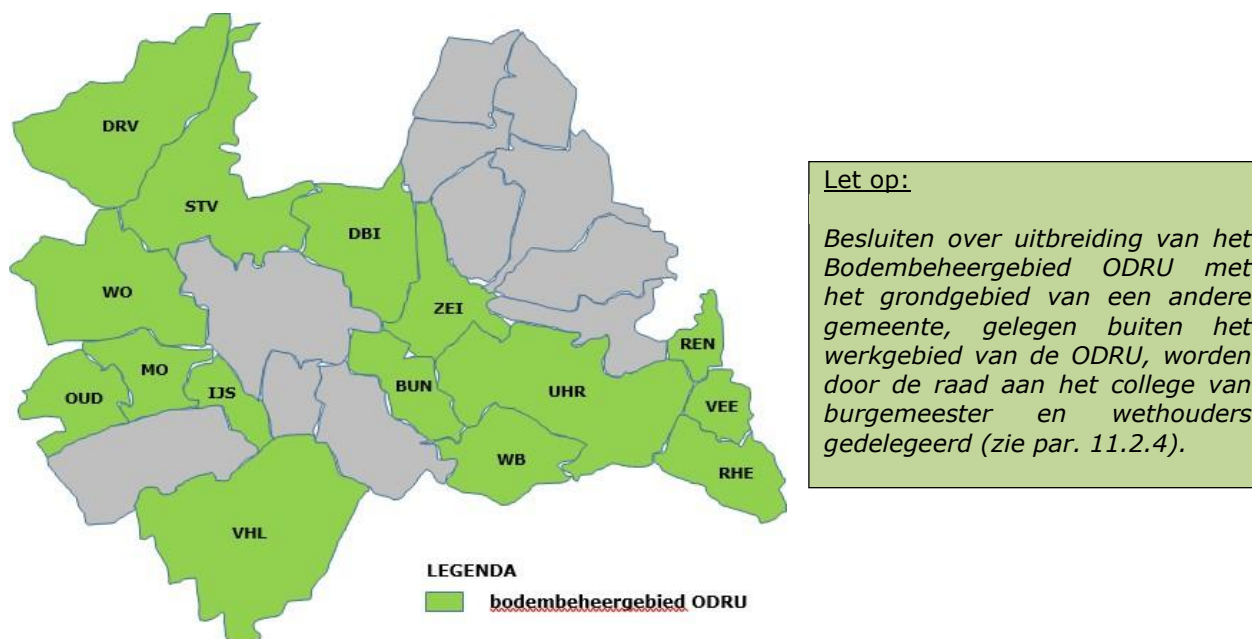 DRV
STV
DBI
WO
ZEI
MO
OUD
IJS
BUN
UHR
REN
VEE
WB
RHE
VHL
LEGENDA
bodembeheergebied ODRU
Let op:
Besluiten over uitbreiding van het
Bodembeheergebied ODRU met
het grondgebied van een andere
gemeente, gelegen buiten het
werkgebied van de ODRU, worden
door de raad aan het college van
burgemeester en wethouders
gedelegeerd (zie par. 11.2.4).